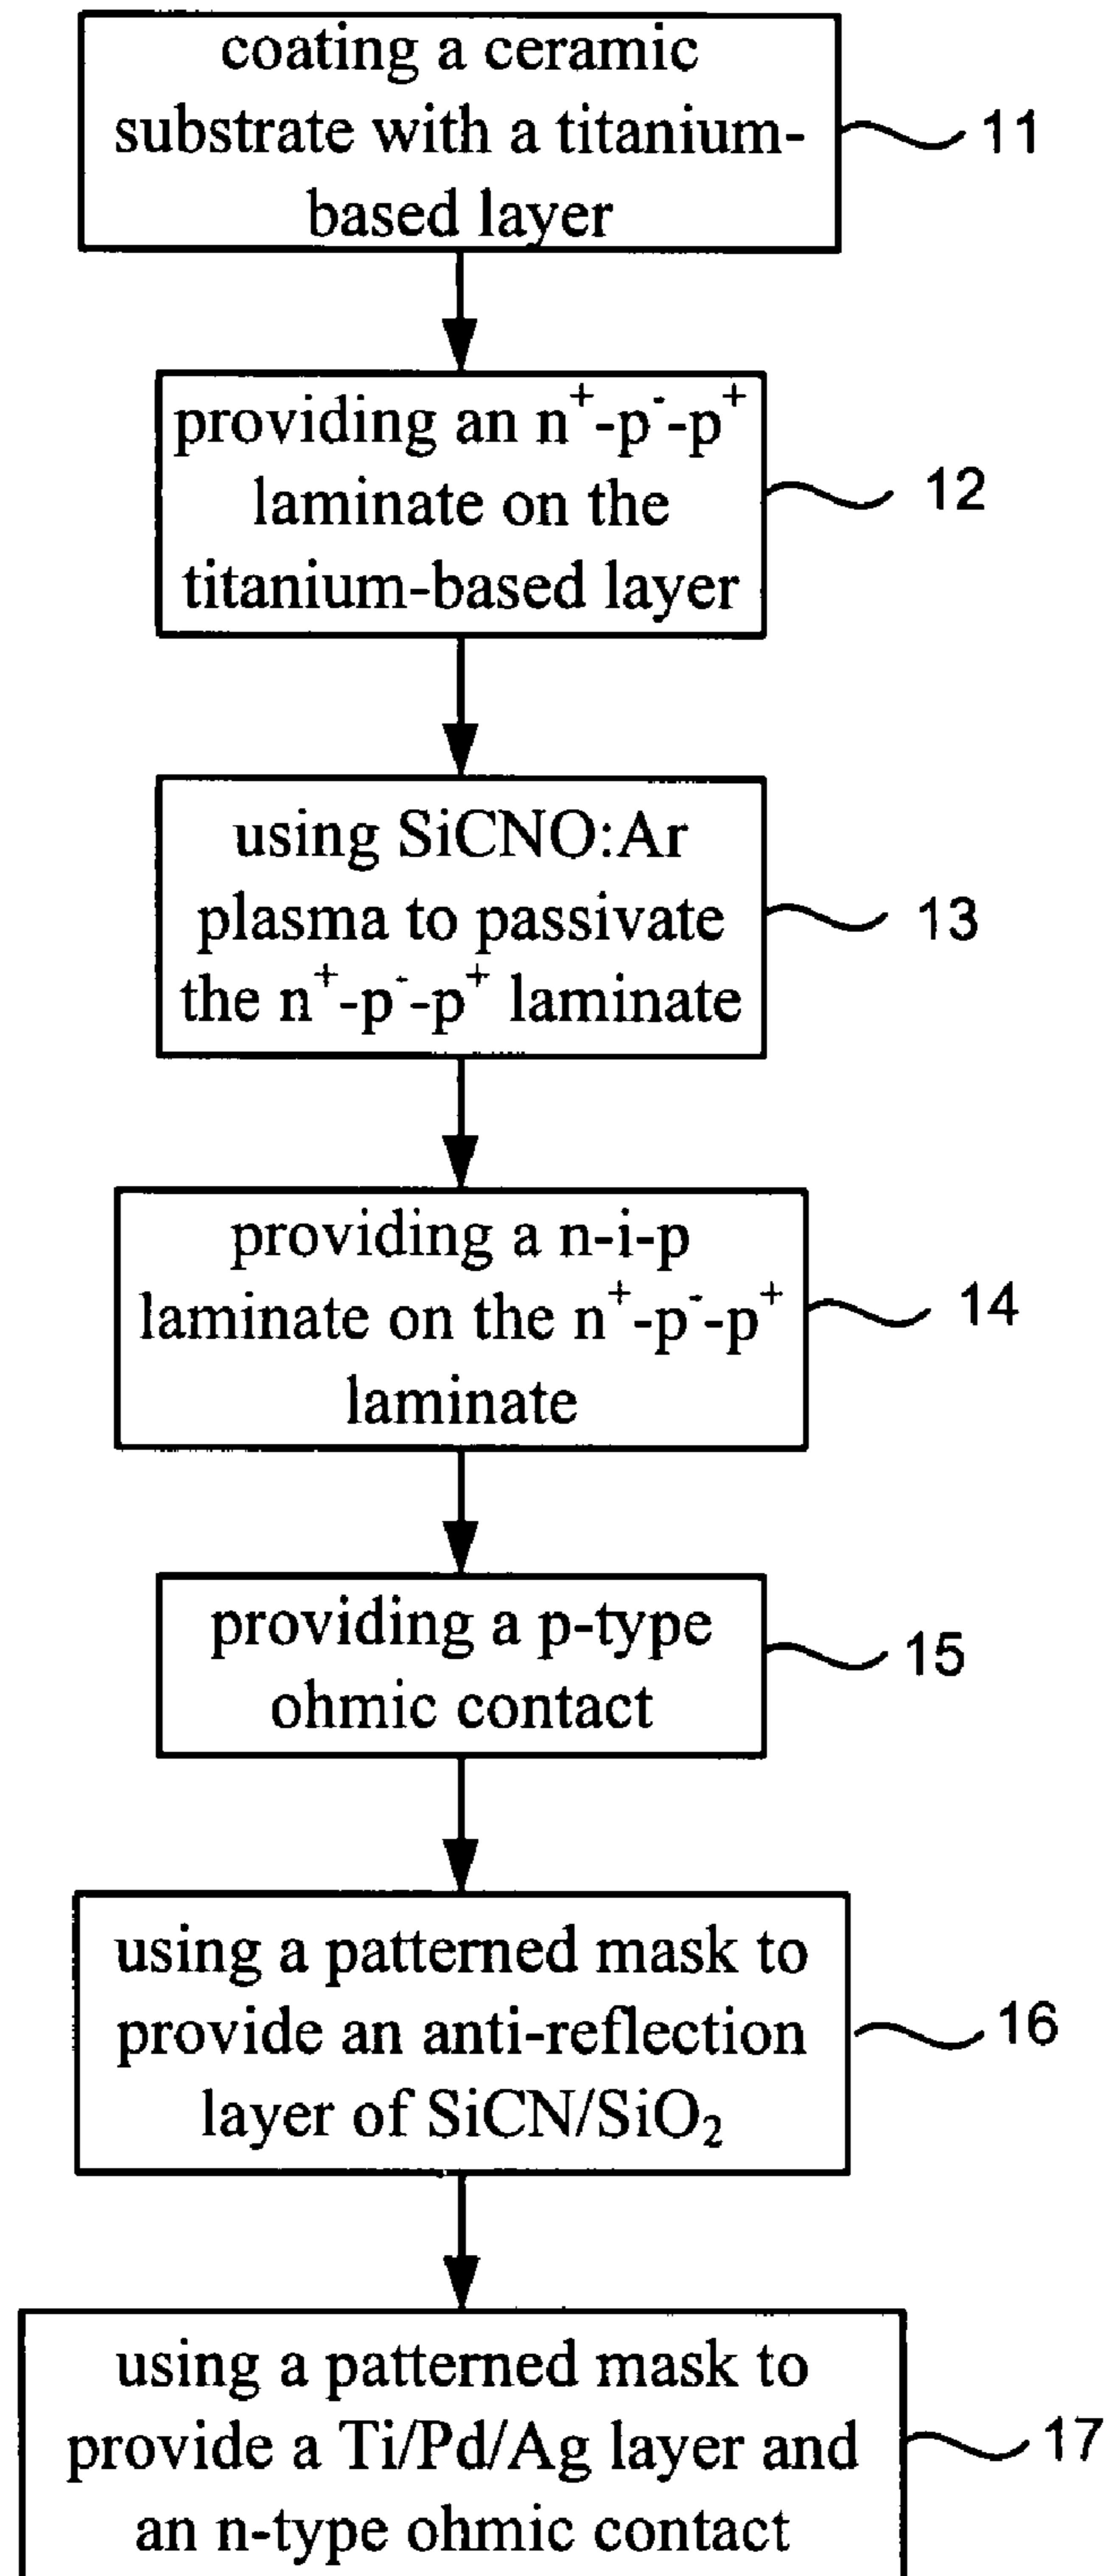 coating a ceramic
substrate with a titanium-
based layer
11
providing an n⁺-p⁻-p⁺
laminate on the
titanium-based layer
12
using SiCNO:Ar
plasma to passivate
the n⁺-p⁻-p⁺ laminate
13
providing a n-i-p
laminate on the n⁺-p⁻-p⁺
laminate
14
providing a p-type
ohmic contact
15
using a patterned mask to
provide an anti-reflection
layer of SiCN/SiO₂
16
using a patterned mask to
provide a Ti/Pd/Ag layer and
an n-type ohmic contact
17